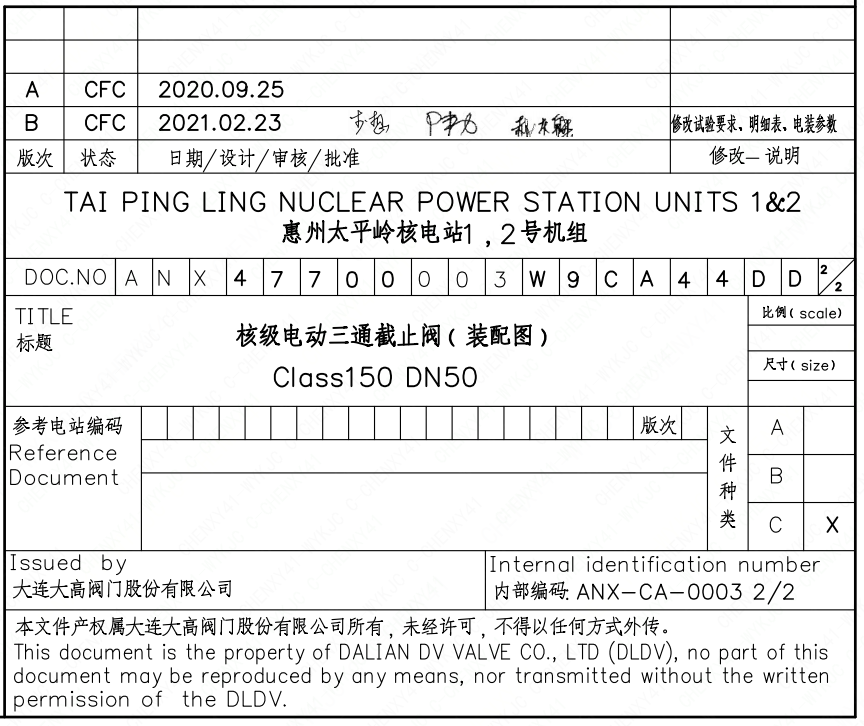 A CFC 2020.09.25
B CFC 2021.02.23 修改试验要求、明细表、电装参数
版次 状态 日期/设计/审核/批准 修改—说明
TAI PING LING NUCLEAR POWER STATION UNITS 1&2
惠州太平岭核电站1,2号机组
DOC.NO A N X 4 7 7 0 0 0 0 3 W 9 C A 4 4 D D 2/2
TITLE
标题
核级电动三通截止阀(装配图)
Class150 DN50
比例(scale)
尺寸(size)
参考电站编码
Reference
Document
版次
文件种类
A
B
C X
Issued by
大连大高阀门股份有限公司
Internal identification number
内部编码: ANX-CA-0003 2/2
本文件产权属大连大高阀门股份有限公司所有,未经许可,不得以任何方式外传。
This document is the property of DALIAN DV VALVE CO., LTD (DLDV), no part of this
document may be reproduced by any means, nor transmitted without the written
permission of the DLDV.